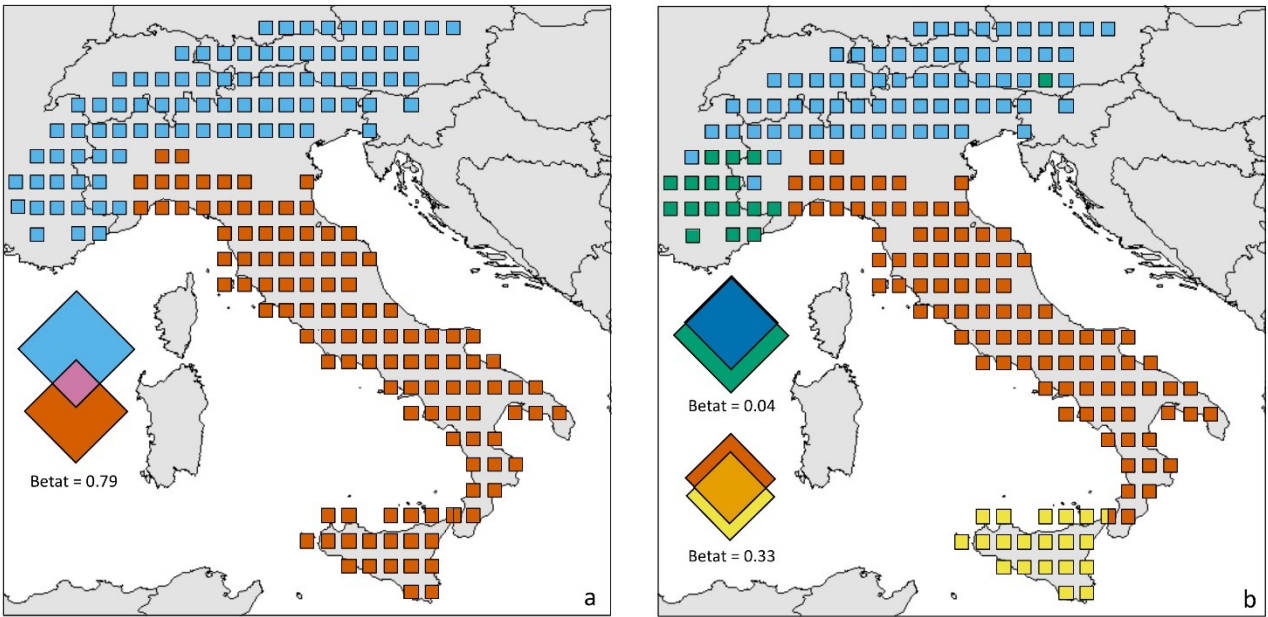 Betat = 0.79
a
Betat = 0.04
Betat = 0.33
b